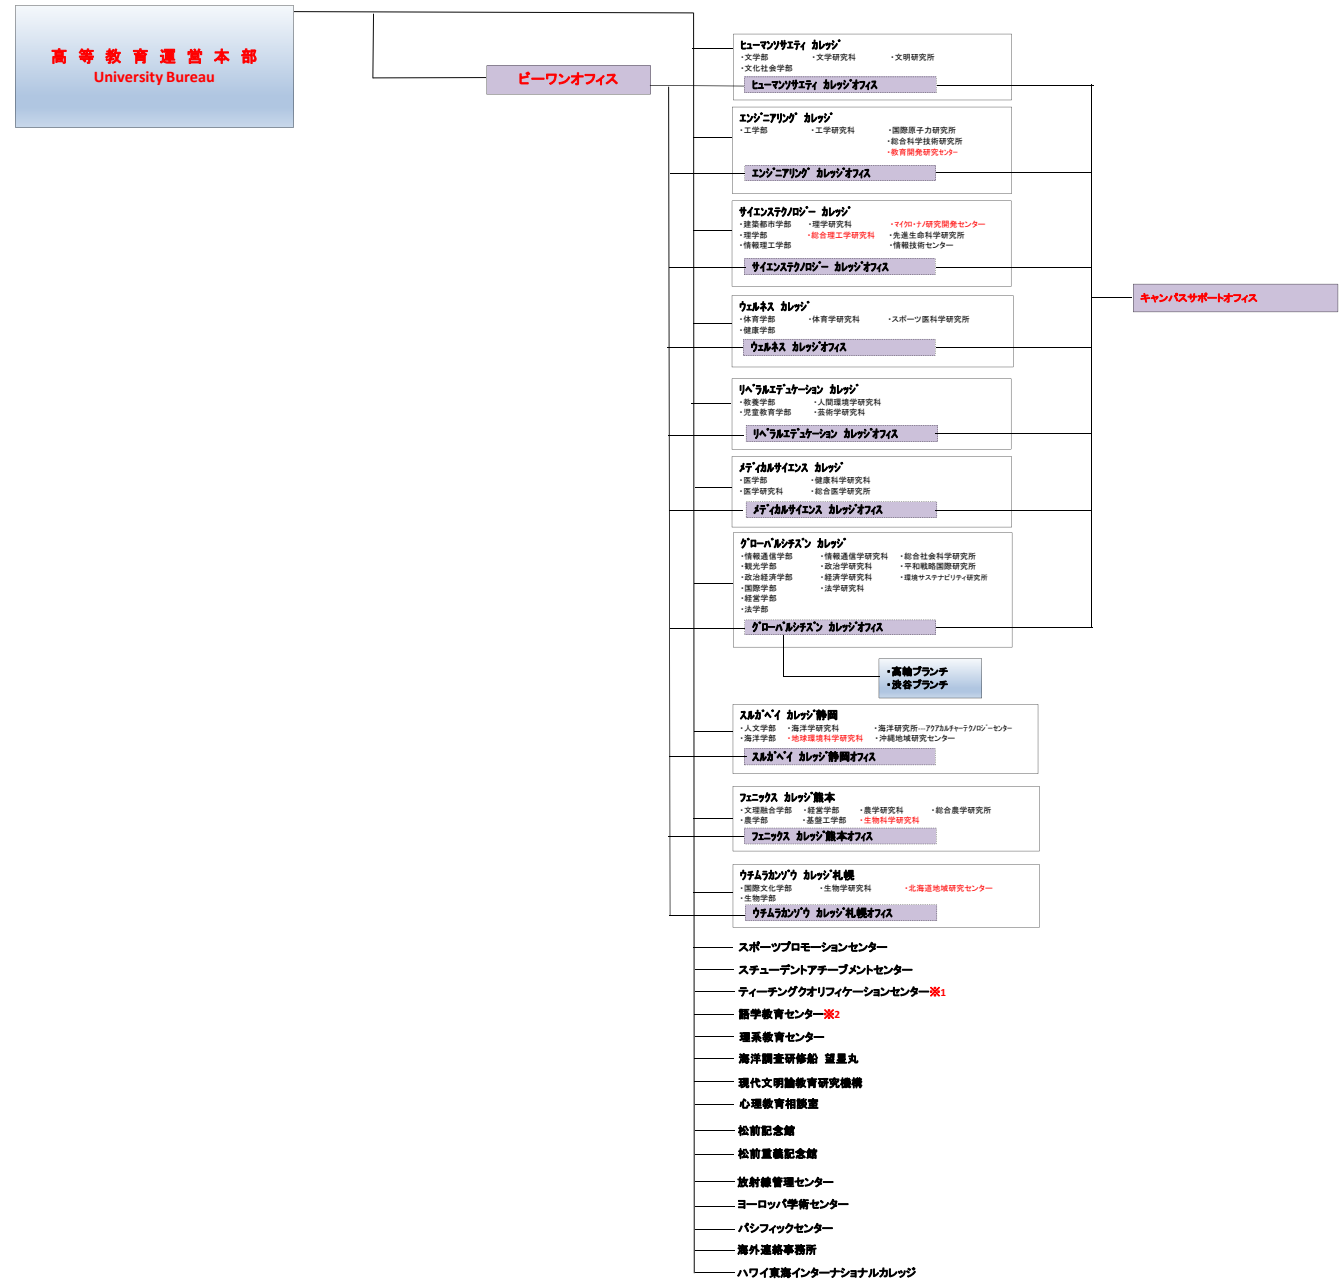 高等教育運営本部
University Bureau
ビーワンオフィス
ﾋｭｰﾏﾝｿｻｴﾃｨ ｶﾚｯｼﾞ
・文学部 ・文学研究科 ・文明研究所
・文化社会学部
ﾋｭｰﾏﾝｿｻｴﾃｨ ｶﾚｯｼﾞｵﾌｨｽ
ｴﾝｼﾞﾆｱﾘﾝｸﾞ ｶﾚｯｼﾞ
・工学部 ・工学研究科 ・国際原子力研究所
・総合科学技術研究所
・教育開発研究ｾﾝﾀｰ
ｴﾝｼﾞﾆｱﾘﾝｸﾞ ｶﾚｯｼﾞｵﾌｨｽ
ｻｲｴﾝｽﾃｸﾉﾛｼﾞｰ ｶﾚｯｼﾞ
・建築都市学部 ・理学研究科 ・ﾏｲｸﾛ・ﾅﾉ研究開発センター
・理学部 ・総合理工学研究科 ・先進生命科学研究所
・情報理工学部 ・情報技術センター
ｻｲｴﾝｽﾃｸﾉﾛｼﾞｰ ｶﾚｯｼﾞｵﾌｨｽ
キャンパスサポートオフィス
ｳｪﾙﾈｽ ｶﾚｯｼﾞ
・体育学部 ・体育学研究科 ・スポーツ医科学研究所
・健康学部
ｳｪﾙﾈｽ ｶﾚｯｼﾞｵﾌｨｽ
ﾘﾍﾞﾗﾙｴﾃﾞｭｹｰｼｮﾝ ｶﾚｯｼﾞ
・教養学部 ・人間環境学研究科
・児童教育学部 ・芸術学研究科
ﾘﾍﾞﾗﾙｴﾃﾞｭｹｰｼｮﾝ ｶﾚｯｼﾞｵﾌｨｽ
ﾒﾃﾞｨｶﾙｻｲｴﾝｽ ｶﾚｯｼﾞ
・医学部 ・健康科学研究科
・医学研究科 ・総合医学研究所
ﾒﾃﾞｨｶﾙｻｲｴﾝｽ ｶﾚｯｼﾞｵﾌｨｽ
ｸﾞﾛｰﾊﾞﾙｼﾁｽﾞﾝ ｶﾚｯｼﾞ
・情報通信学部 ・情報通信学研究科 ・総合社会科学研究所
・観光学部 ・政治学研究科 ・平和戦略国際研究所
・政治経済学部 ・経済学研究科 ・環境サステナビリティ研究所
・国際学部 ・法学研究科
・経営学部
・法学部
ｸﾞﾛｰﾊﾞﾙｼﾁｽﾞﾝ ｶﾚｯｼﾞｵﾌｨｽ
・高輪ブランチ
・渋谷ブランチ
ｽﾙｶﾞﾍﾞｲ ｶﾚｯｼﾞ静岡
・人文学部 ・海洋学研究科 ・海洋研究所---ｱｸｱｶﾙﾁｬｰﾃｸﾉﾛｼﾞｰｾﾝﾀｰ
・海洋学部 ・地球環境科学研究科 ・沖縄地域研究センター
ｽﾙｶﾞﾍﾞｲ ｶﾚｯｼﾞ静岡ｵﾌｨｽ
ﾌｪﾆｯｸｽ ｶﾚｯｼﾞ熊本
・文理融合学部 ・経営学部 ・農学研究科 ・総合農学研究所
・農学部 ・基盤工学部 ・生物科学研究科
ﾌｪﾆｯｸｽ ｶﾚｯｼﾞ熊本ｵﾌｨｽ
ｳﾁﾑﾗｶﾝｿﾞｳ ｶﾚｯｼﾞ札幌
・国際文化学部 ・生物学研究科 ・北海道地域研究センター
・生物学部
ｳﾁﾑﾗｶﾝｿﾞｳ ｶﾚｯｼﾞ札幌ｵﾌｨｽ
スポーツプロモーションセンター
スチューデントアチーブメントセンター
ティーチングクオリフィケーションセンター※1
語学教育センター※2
理系教育センター
海洋調査研修船 望星丸
現代文明論教育研究機構
心理教育相談室
松前記念館
松前重義記念館
放射線管理センター
ヨーロッパ学術センター
パシフィックセンター
海外連絡事務所
ハワイ東海インターナショナルカレッジ